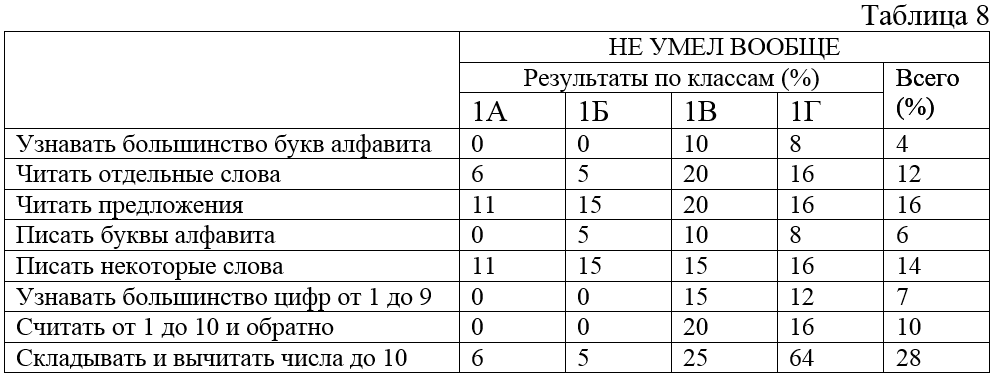 Таблица 8
НЕ УМЕЛ ВООБЩЕ
Результаты по классам (%) Всего (%)
1А 1Б 1В 1Г
Узнавать большинство букв алфавита 0 0 10 8 4
Читать отдельные слова 6 5 20 16 12
Читать предложения 11 15 20 16 16
Писать буквы алфавита 0 5 10 8 6
Писать некоторые слова 11 15 15 16 14
Узнавать большинство цифр от 1 до 9 0 0 15 12 7
Считать от 1 до 10 и обратно 0 0 20 16 10
Складывать и вычитать числа до 10 6 5 25 64 28